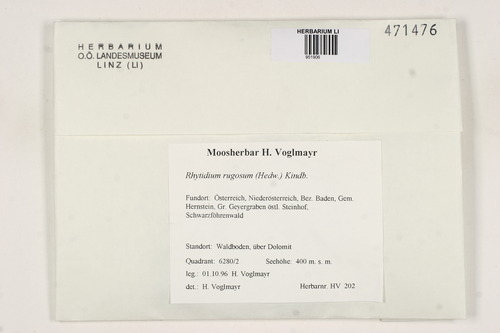 HERBARIUM
O.Ö. LANDESMUSEUM
LINZ (LI)
HERBARIUM LI
951906
471476
Moosherbar H. Voglmayr
Rhytidium rugosum (Hedw.) Kindb.
Fundort: Österreich, Niederösterreich, Bez. Baden, Gem.
Hernstein, Gr. Geyergraben östl. Steinhof,
Schwarzföhrenwald
Standort: Waldboden, über Dolomit
Quadrant: 6280/2 Seehöhe: 400 m. s. m.
leg.: 01.10.96 H. Voglmayr
det.: H. Voglmayr Herbarnr. HV 202